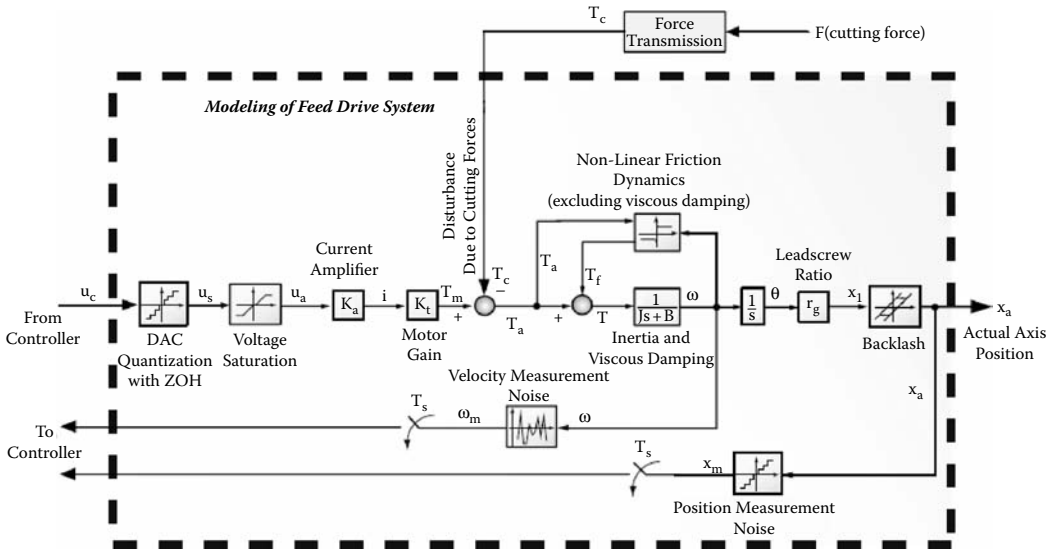 T_c
Force
Transmission
F(cutting force)
Modeling of Feed Drive System
Disturbance
Due to Cutting Forces
Non-Linear Friction
Dynamics
(excluding viscous damping)
Current
Amplifier
T_c
T_a
T_f
Leadscrew
Ratio
u_c
u_s
u_a
K_a
i
K_t
T_m
+
−
T_a
+
T
1
Js + B
ω
1
s
θ
r_g
x_1
x_a
From
Controller
DAC
Quantization
with ZOH
Voltage
Saturation
Motor
Gain
Inertia and
Viscous Damping
Backlash
Actual Axis
Position
Velocity Measurement
Noise
x_a
T_s
ω_m
ω
To
Controller
T_s
x_m
Position Measurement
Noise